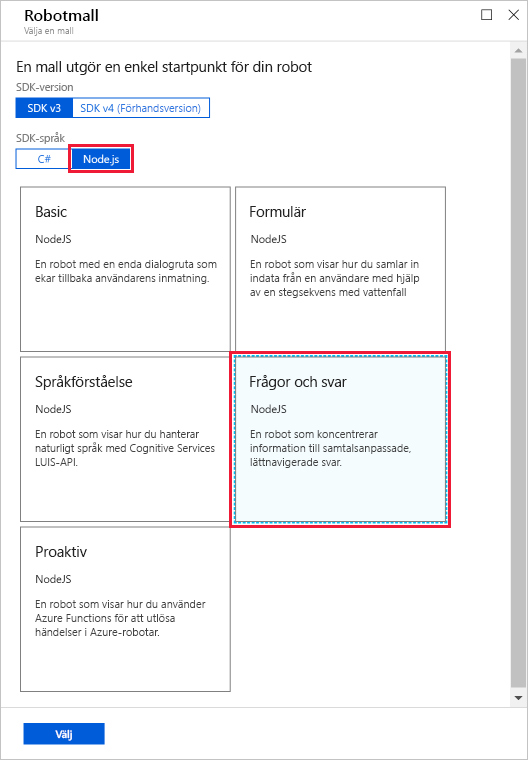 Robotmall
Välja en mall
En mall utgör en enkel startpunkt för din robot
SDK-version
SDK v3 SDK v4 (Förhandsversion)
SDK-språk
C# Node.js
Basic
NodeJS
En robot med en enda dialogruta som
ekar tillbaka användarens inmatning.
Formulär
NodeJS
En robot som visar hur du samlar in
indata från en användare med hjälp
av en stegsekvens med vattenfall
Språkförståelse
NodeJS
En robot som visar hur du hanterar
naturligt språk med Cognitive Services
LUIS-API.
Frågor och svar
NodeJS
En robot som koncentrerar
information till samtalsanpassade,
lättnavigerade svar.
Proaktiv
NodeJS
En robot som visar hur du använder
Azure Functions för att utlösa
händelser i Azure-robotar.
Välj